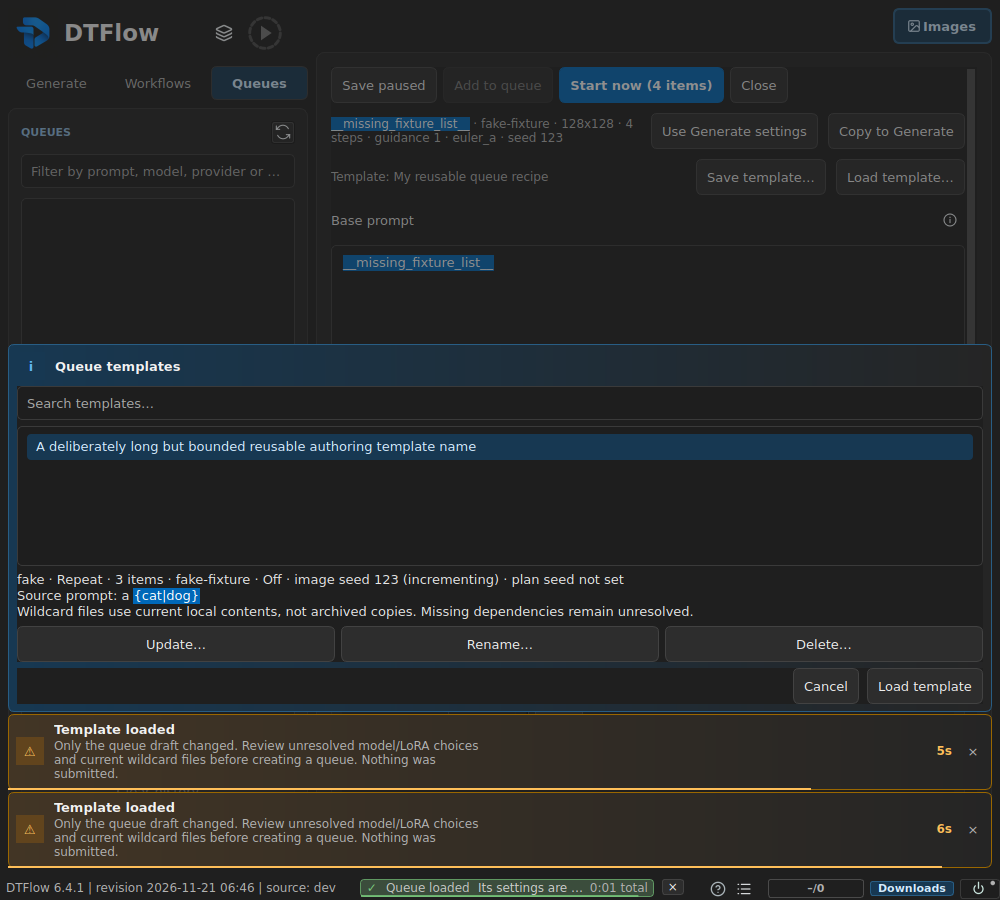 DTFlow
Images
Generate
Workflows
Queues
Save paused
Add to queue
Start now (4 items)
Close
QUEUES
__missing_fixture_list__ · fake-fixture · 128x128 · 4
steps · guidance 1 · euler_a · seed 123
Use Generate settings
Copy to Generate
Filter by prompt, model, provider or ...
Template: My reusable queue recipe
Save template...
Load template...
Base prompt
__missing_fixture_list__
i
Queue templates
Search templates...
A deliberately long but bounded reusable authoring template name
fake · Repeat · 3 items · fake-fixture · Off · image seed 123 (incrementing) · plan seed not set
Source prompt: a {cat|dog}
Wildcard files use current local contents, not archived copies. Missing dependencies remain unresolved.
Update...
Rename...
Delete...
Cancel
Load template
Template loaded
Only the queue draft changed. Review unresolved model/LoRA choices
and current wildcard files before creating a queue. Nothing was
submitted.
5s
×
Template loaded
Only the queue draft changed. Review unresolved model/LoRA choices
and current wildcard files before creating a queue. Nothing was
submitted.
6s
×
DTFlow 6.4.1 | revision 2026-11-21 06:46 | source: dev
✓ Queue loaded Its settings are ... 0:01 total
×
–/0
Downloads